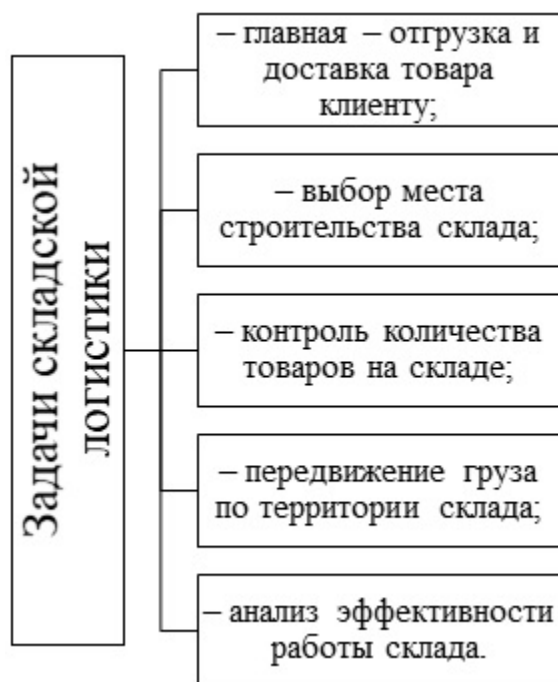 Задачи складской
логистики
– главная – отгрузка и
доставка товара
клиенту;
– выбор места
строительства склада;
– контроль количества
товаров на складе;
– передвижение груза
по территории склада;
– анализ эффективности
работы склада.